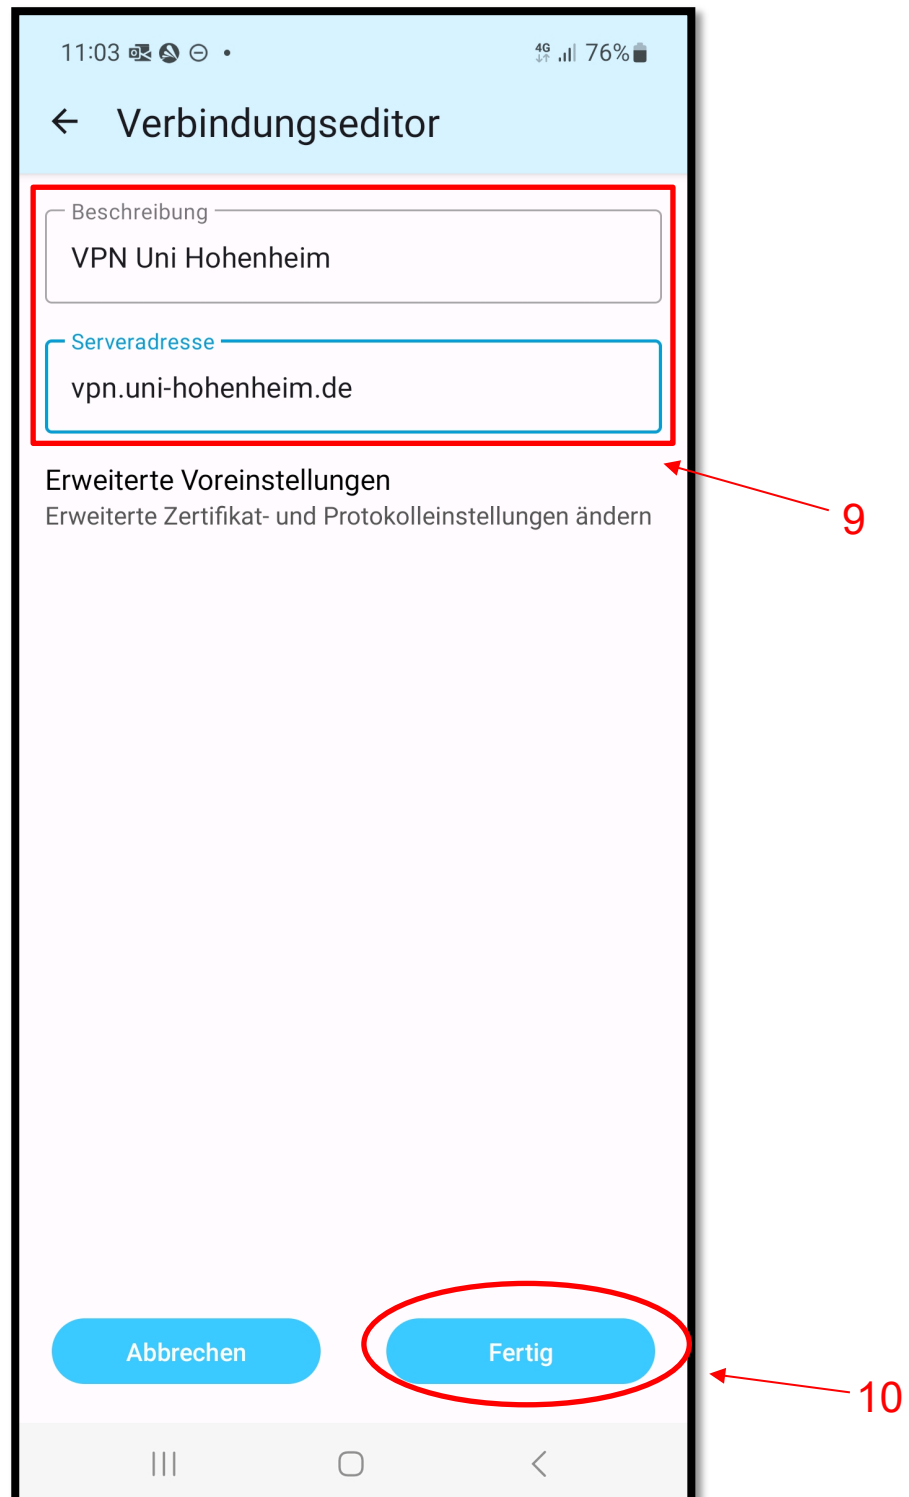 11:03 4G 76%
Verbindungseditor
Beschreibung
VPN Uni Hohenheim
Serveradresse
vpn.uni-hohenheim.de
Erweiterte Voreinstellungen
Erweiterte Zertifikat- und Protokolleinstellungen ändern
9
Abbrechen Fertig
10